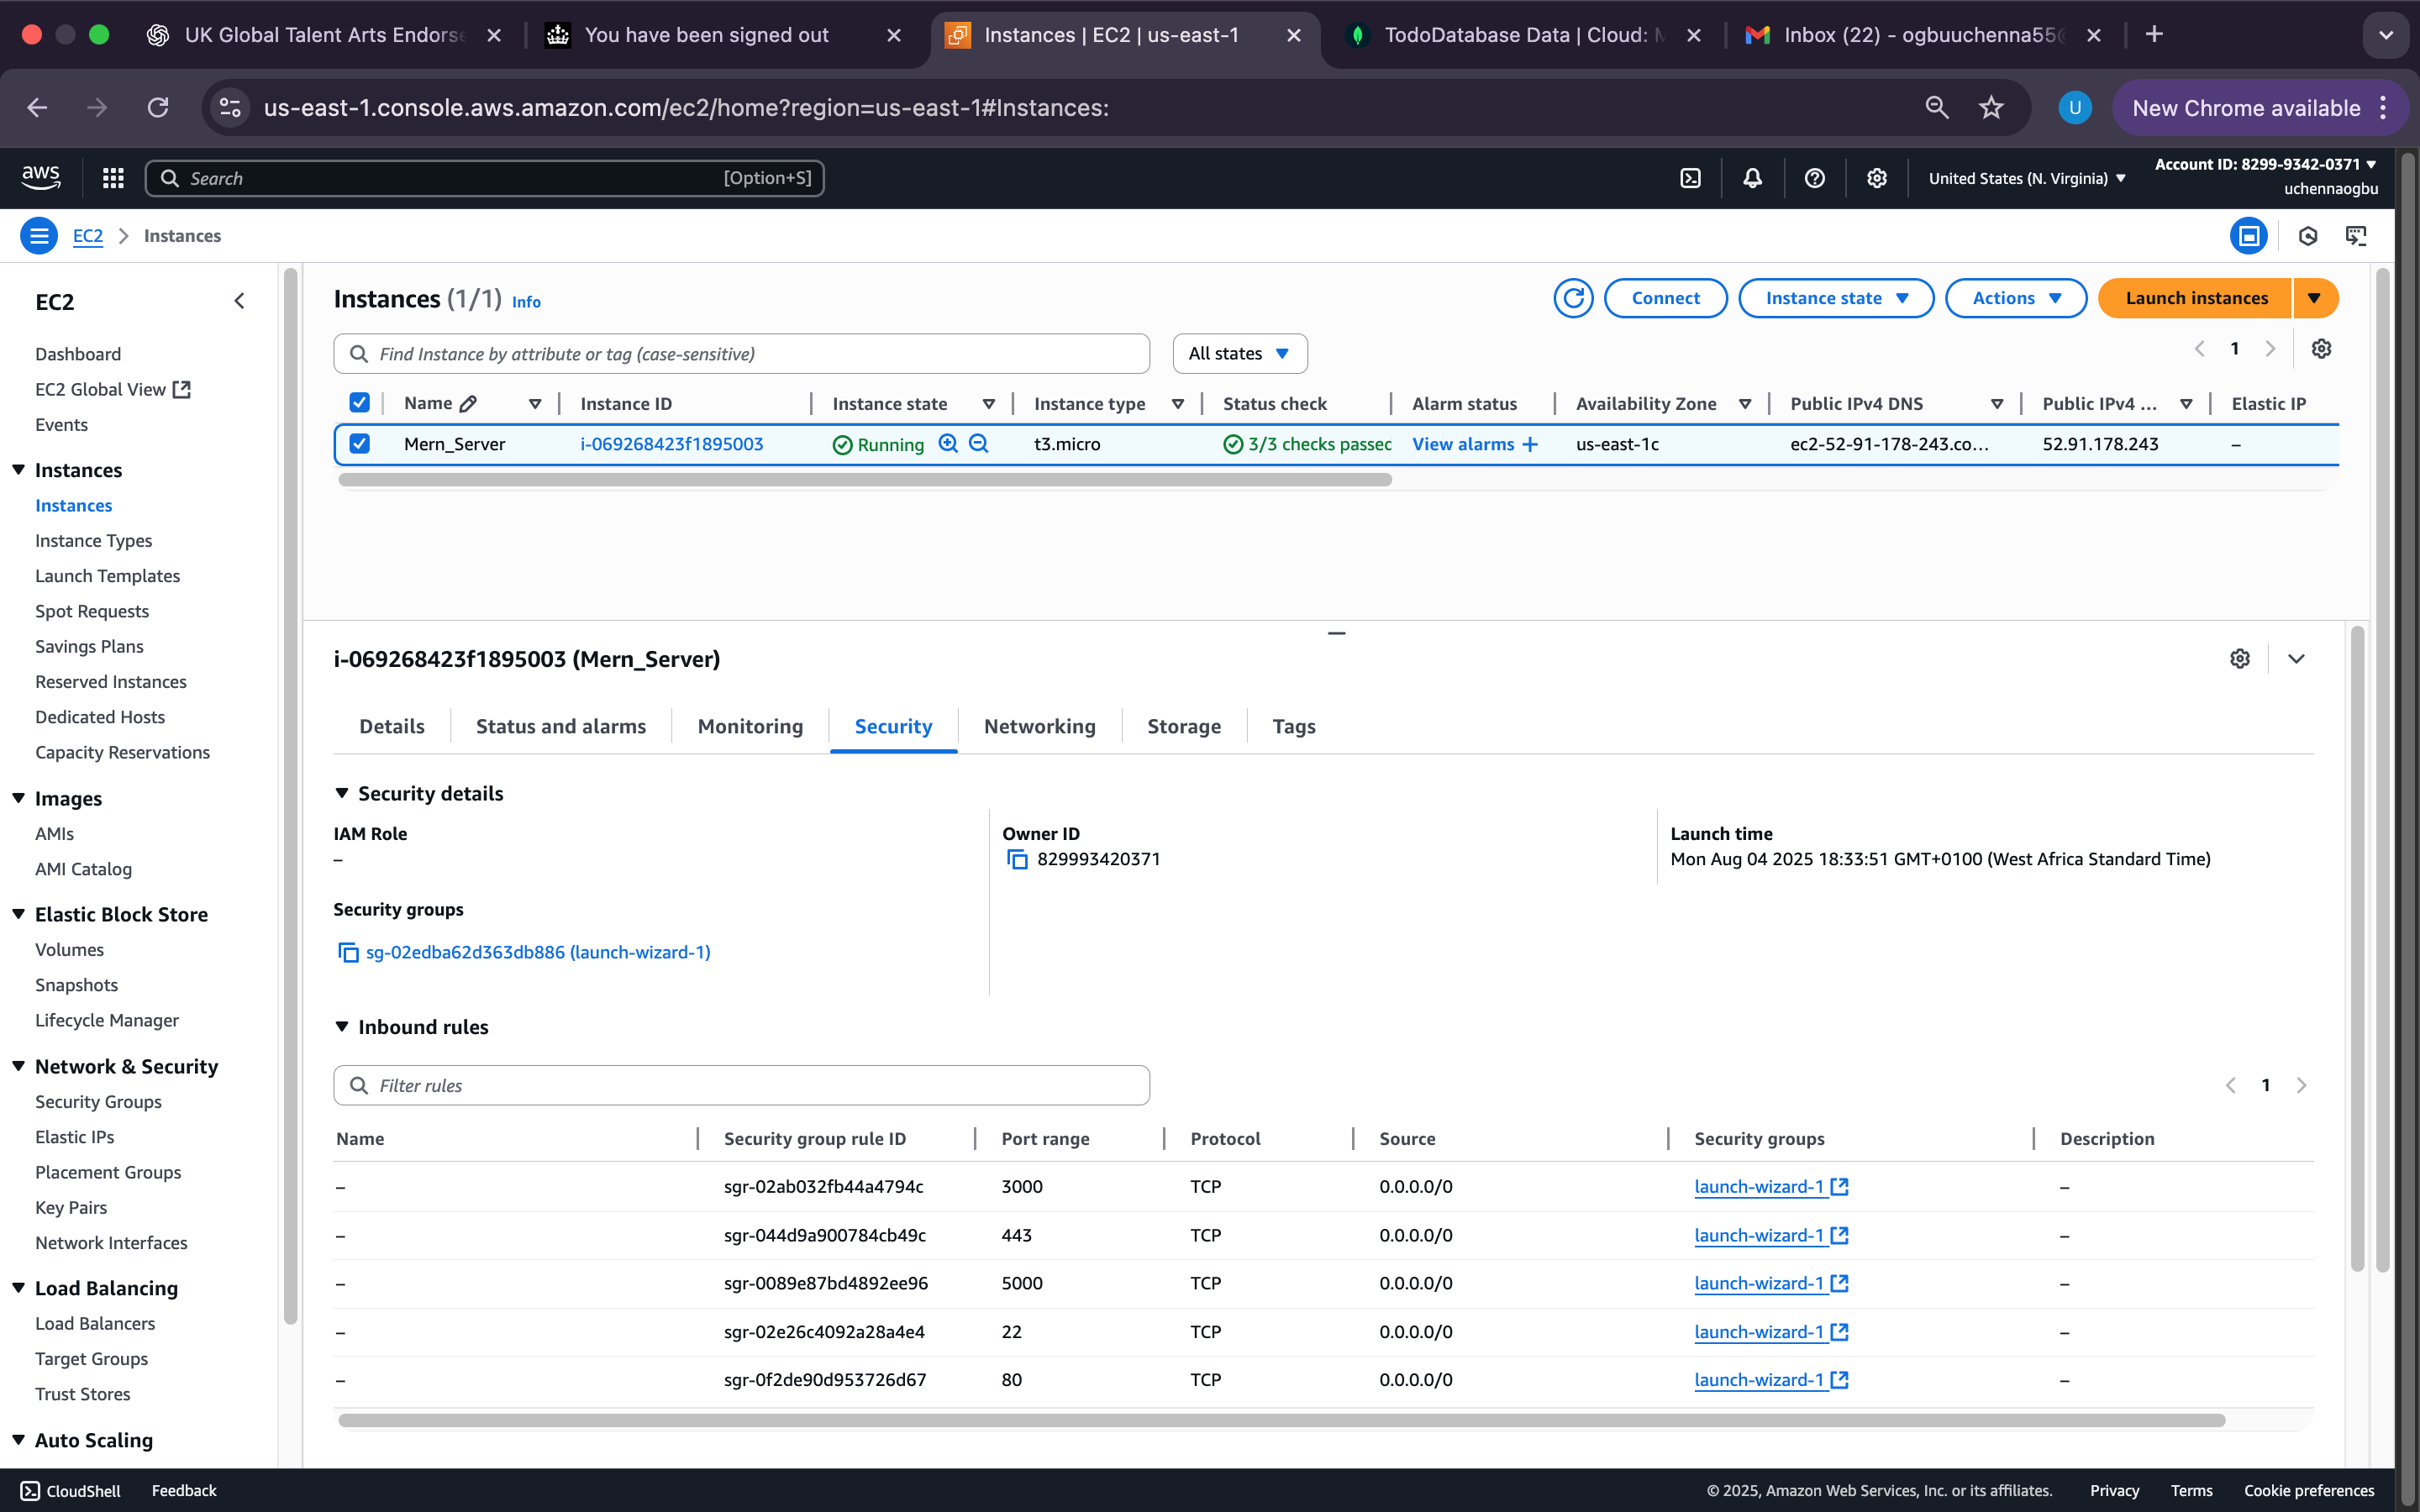 UK Global Talent Arts Endorse
You have been signed out
Instances | EC2 | us-east-1
TodoDatabase Data | Cloud: M
Inbox (22) - ogbuuchenna55
us-east-1.console.aws.amazon.com/ec2/home?region=us-east-1#Instances:
U
New Chrome available
aws
Search
[Option+S]
United States (N. Virginia)
Account ID: 8299-9342-0371
uchennaogbu
EC2
Instances
EC2
Dashboard
EC2 Global View
Events
Instances
Instances
Instance Types
Launch Templates
Spot Requests
Savings Plans
Reserved Instances
Dedicated Hosts
Capacity Reservations
Images
AMIs
AMI Catalog
Elastic Block Store
Volumes
Snapshots
Lifecycle Manager
Network & Security
Security Groups
Elastic IPs
Placement Groups
Key Pairs
Network Interfaces
Load Balancing
Load Balancers
Target Groups
Trust Stores
Auto Scaling
Instances (1/1) Info
Connect
Instance state
Actions
Launch instances
Find Instance by attribute or tag (case-sensitive)
All states
1
Name Instance ID Instance state Instance type Status check Alarm status Availability Zone Public IPv4 DNS Public IPv4 ... Elastic IP
Mern_Server i-069268423f1895003 Running t3.micro 3/3 checks passed View alarms + us-east-1c ec2-52-91-178-243.co... 52.91.178.243 –
i-069268423f1895003 (Mern_Server)
Details Status and alarms Monitoring Security Networking Storage Tags
Security details
IAM Role
–
Owner ID
829993420371
Launch time
Mon Aug 04 2025 18:33:51 GMT+0100 (West Africa Standard Time)
Security groups
sg-02edba62d363db886 (launch-wizard-1)
Inbound rules
Filter rules
1
Name Security group rule ID Port range Protocol Source Security groups Description
– sgr-02ab032fb44a4794c 3000 TCP 0.0.0.0/0 launch-wizard-1 –
– sgr-044d9a900784cb49c 443 TCP 0.0.0.0/0 launch-wizard-1 –
– sgr-0089e87bd4892ee96 5000 TCP 0.0.0.0/0 launch-wizard-1 –
– sgr-02e26c4092a28a4e4 22 TCP 0.0.0.0/0 launch-wizard-1 –
– sgr-0f2de90d953726d67 80 TCP 0.0.0.0/0 launch-wizard-1 –
CloudShell Feedback
© 2025, Amazon Web Services, Inc. or its affiliates. Privacy Terms Cookie preferences